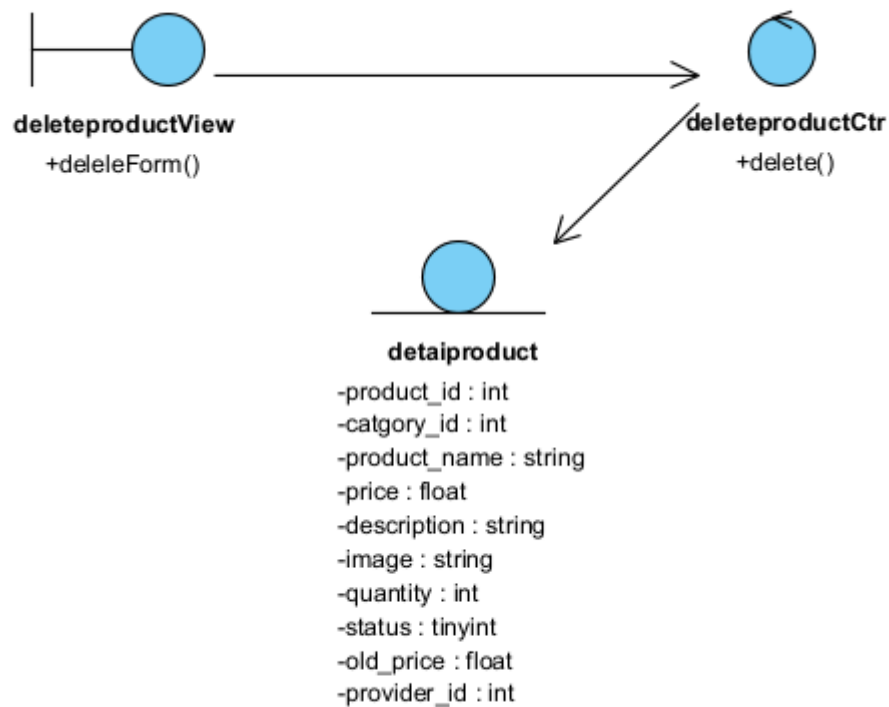 deleteproductView
+deleleForm()
deleteproductCtr
+delete()
detaiproduct
-product_id : int
-catgory_id : int
-product_name : string
-price : float
-description : string
-image : string
-quantity : int
-status : tinyint
-old_price : float
-provider_id : int